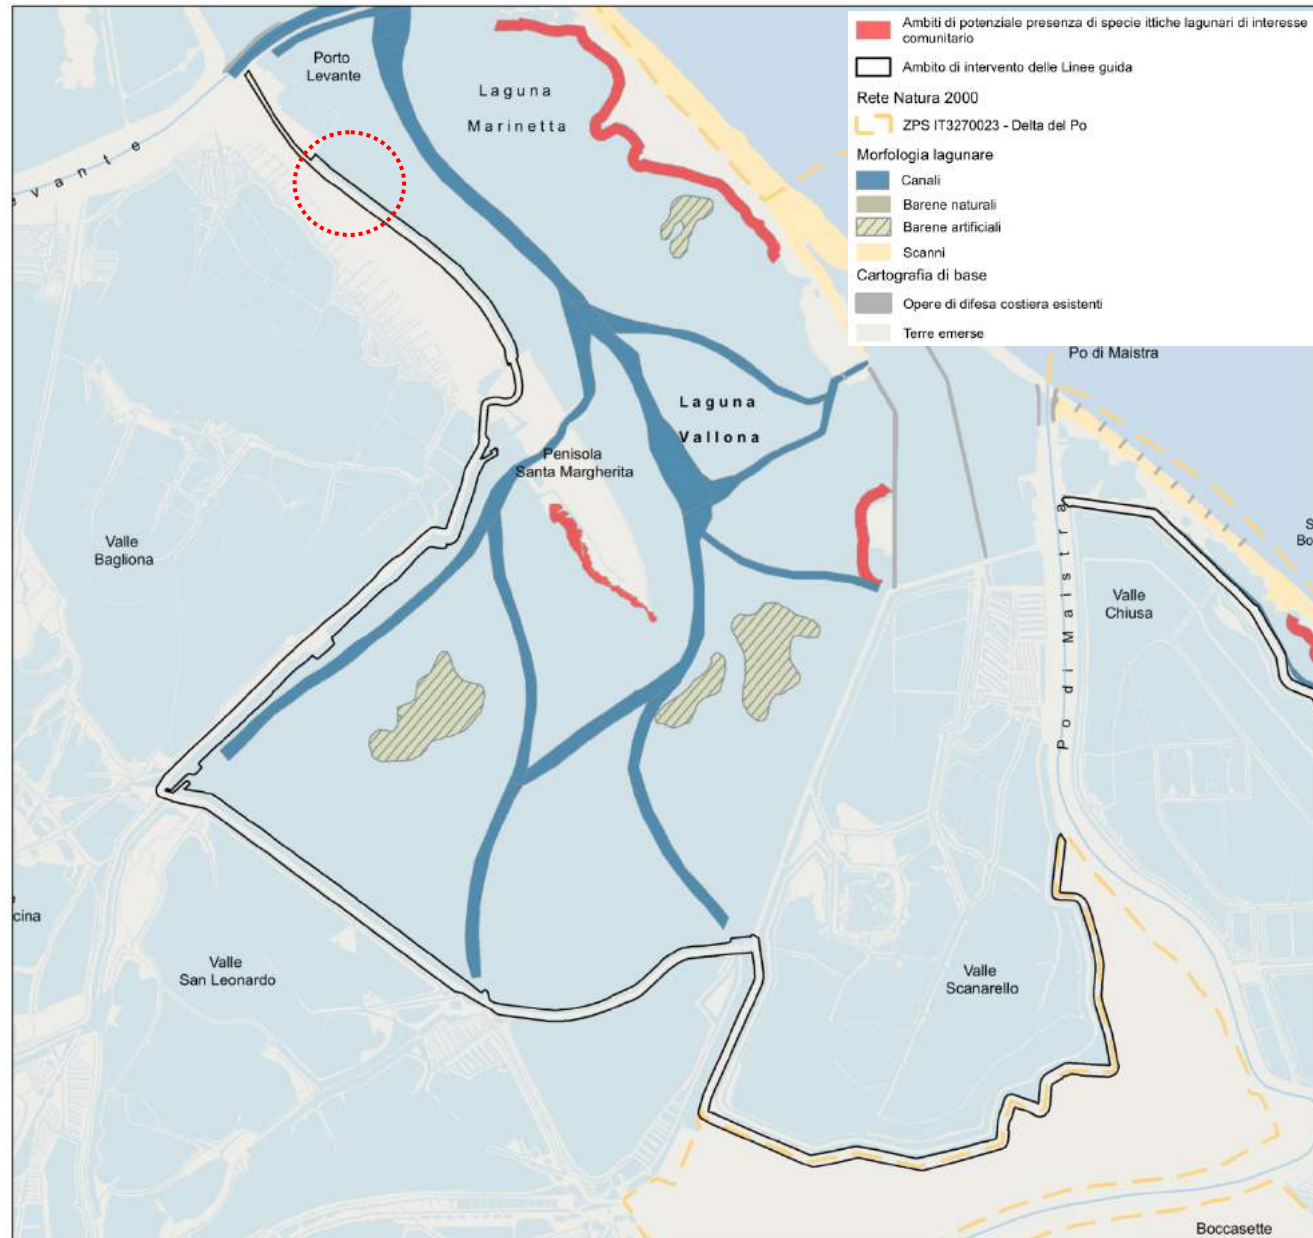 Ambiti di potenziale presenza di specie ittiche lagunari di interesse
comunitario
Ambito di intervento delle Linee guida
Rete Natura 2000
ZPS IT3270023 - Delta del Po
Morfologia lagunare
Canali
Barene naturali
Barene artificiali
Scanni
Cartografia di base
Opere di difesa costiera esistenti
Terre emerse
Porto
Levante
Laguna
Marinetta
evante
Po di Maistra
Laguna
Vallona
Penisola
Santa Margherita
Valle
Bagliona
S
Bo
Valle
Chiusa
Po di Maistra
cina
Valle
San Leonardo
Valle
Scanarello
Boccasette